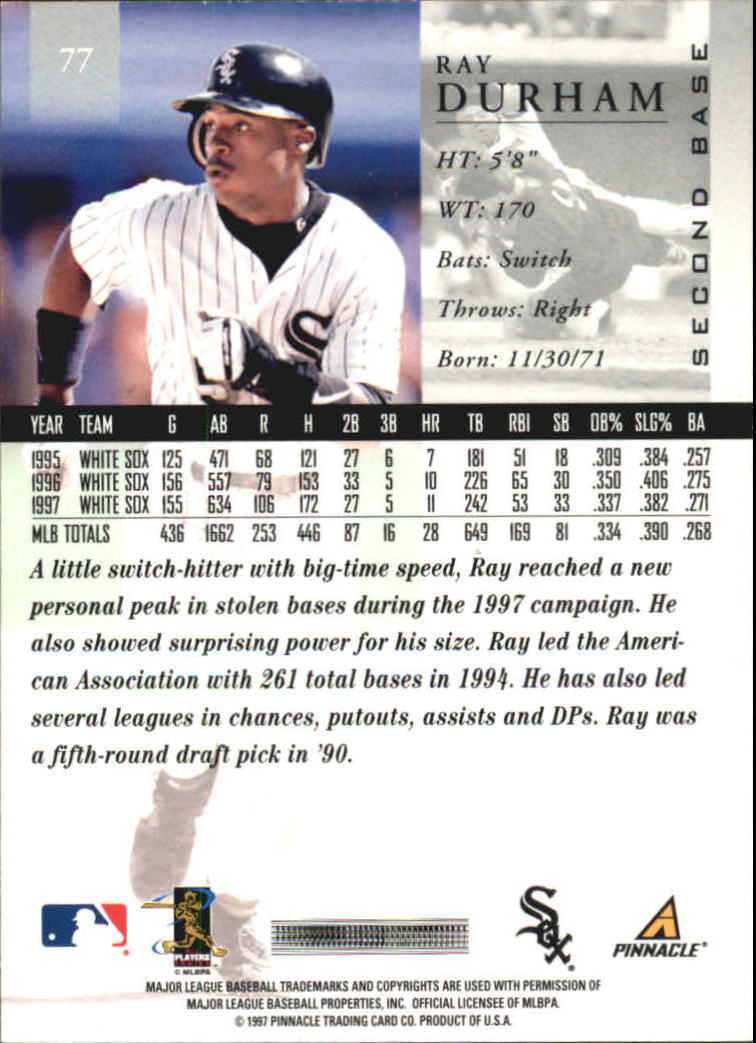 77
RAY
DURHAM
HT: 5'8"
WT: 170
Bats: Switch
Throws: Right
Born: 11/30/71
SECOND BASE
YEAR TEAM G AB R H 2B 3B HR TB RBI SB OB% SLG% BA
1995 WHITE SOX 125 471 68 121 27 6 7 181 51 18 .309 .384 .257
1996 WHITE SOX 156 557 79 153 33 5 10 226 65 30 .350 .406 .275
1997 WHITE SOX 155 634 106 172 27 5 11 242 53 33 .337 .382 .271
MLB TOTALS 436 1662 253 446 87 16 28 649 169 81 .334 .390 .268
A little switch-hitter with big-time speed, Ray reached a new
personal peak in stolen bases during the 1997 campaign. He
also showed surprising power for his size. Ray led the Ameri-
can Association with 261 total bases in 1994. He has also led
several leagues in chances, putouts, assists and DPs. Ray was
a fifth-round draft pick in '90.
PLAYERS
© MLBPA
Sox
PINNACLE®
MAJOR LEAGUE BASEBALL TRADEMARKS AND COPYRIGHTS ARE USED WITH PERMISSION OF
MAJOR LEAGUE BASEBALL PROPERTIES, INC. OFFICIAL LICENSEE OF MLBPA.
© 1997 PINNACLE TRADING CARD CO. PRODUCT OF U.S.A.